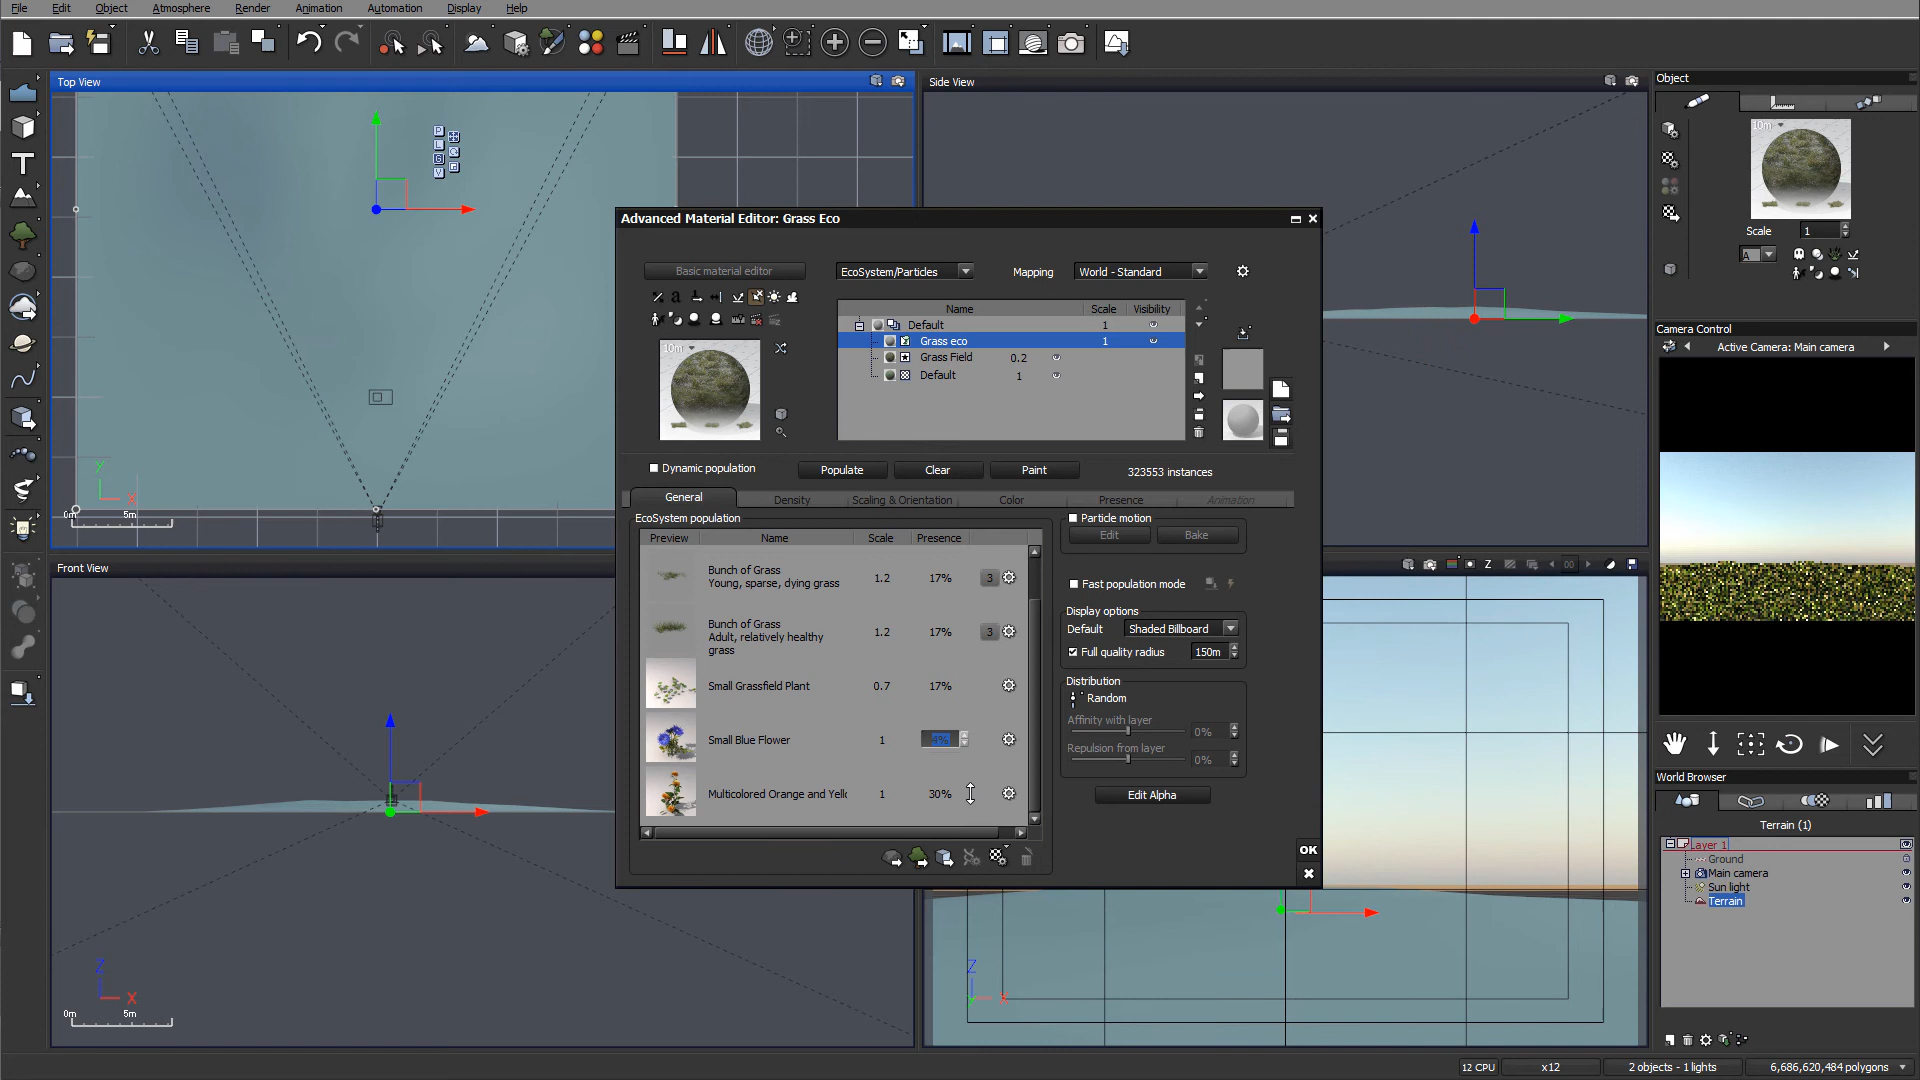 File Edit Object Atmosphere Render Animation Automation Display Help
Top View
Side View
Object
10m
Scale 1
A
P
L
G
V
Y
X
0m 5m
Advanced Material Editor: Grass Eco
Basic material editor
EcoSystem/Particles
Mapping World - Standard
Name Scale Visibility
Default 1
Grass eco 1
Grass Field 0.2
Default 1
10m
Dynamic population
Populate Clear Paint
323553 instances
General Density Scaling & Orientation Color Presence Animation
EcoSystem population
Preview Name Scale Presence
Bunch of Grass
Young, sparse, dying grass
1.2 17% 3
Bunch of Grass
Adult, relatively healthy
grass
1.2 17% 3
Small Grassfield Plant 0.7 17%
Small Blue Flower 1
Multicolored Orange and Yello 1 30%
Particle motion
Edit Bake
Fast population mode
Display options
Default Shaded Billboard
Full quality radius 150m
Distribution
Random
Affinity with layer
0%
Repulsion from layer
0%
Edit Alpha
OK
Camera Control
Active Camera: Main camera
World Browser
Terrain (1)
Layer 1
Ground
Main camera
Sun light
Terrain
Front View
Z
X
0m 5m
Z
00
Z
Y
X
12 CPU x12 2 objects - 1 lights 6,686,620,484 polygons